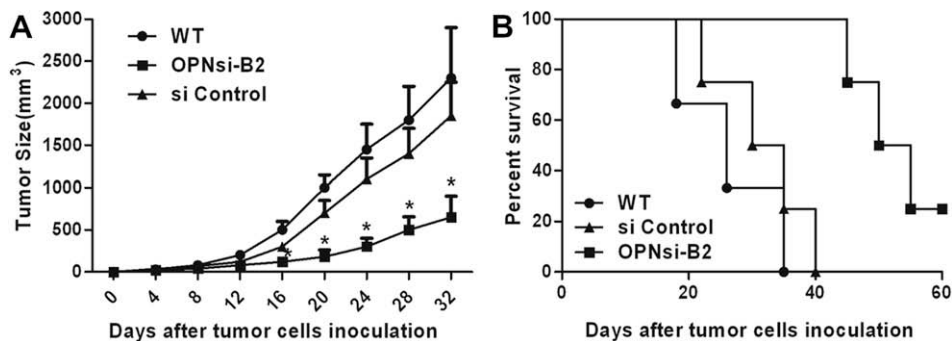 A
Tumor Size(mm³)
3000
2500
2000
1500
1000
500
0
WT
OPNsi-B2
si Control
*
*
*
*
*
0
4
8
12
16
20
24
28
32
Days after tumor cells inoculation
B
Percent survival
100
80
60
40
20
0
WT
si Control
OPNsi-B2
0
20
40
60
Days after tumor cells inoculation